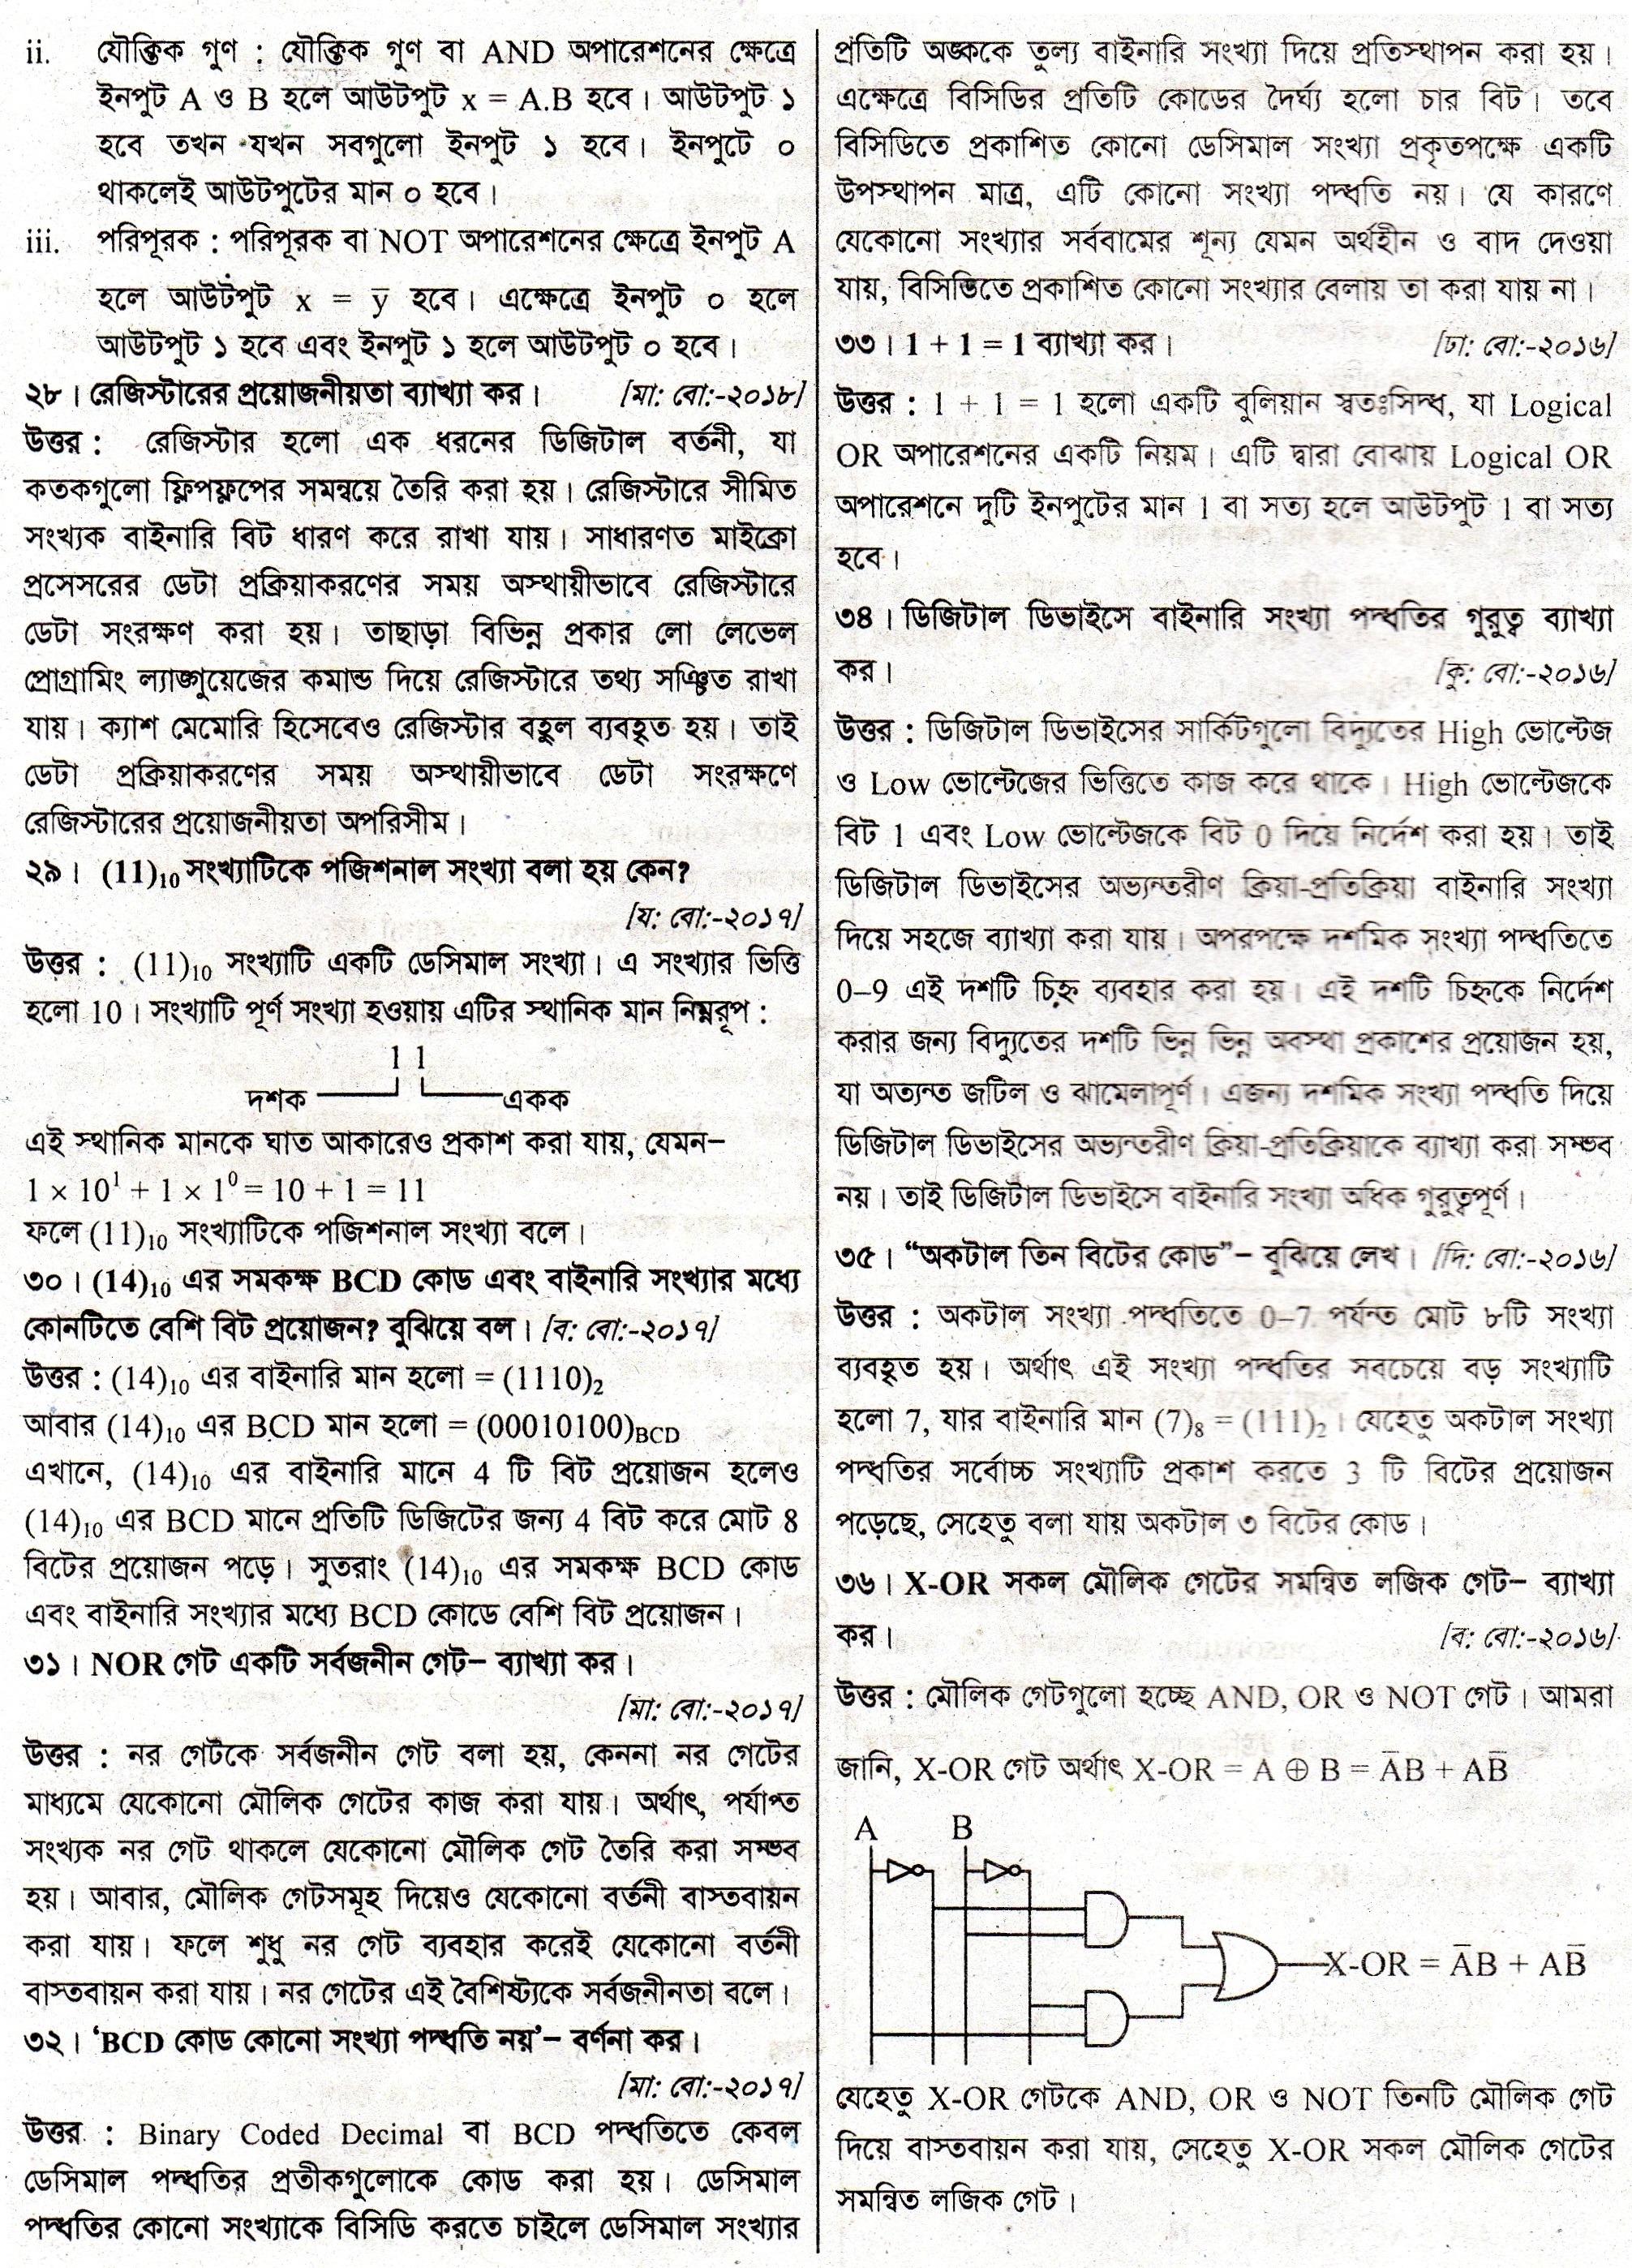 ii. যৌক্তিক গুণ : যৌক্তিক গুণ বা AND অপারেশনের ক্ষেত্রে
ইনপুট A ও B হলে আউটপুট x = A.B হবে। আউটপুট ১
হবে তখন যখন সবগুলো ইনপুট ১ হবে। ইনপুটে ০
থাকলেই আউটপুটের মান ০ হবে।
iii. পরিপূরক : পরিপূরক বা NOT অপারেশনের ক্ষেত্রে ইনপুট A
হলে আউটপুট x = y̅ হবে। এক্ষেত্রে ইনপুট ০ হলে
আউটপুট ১ হবে এবং ইনপুট ১ হলে আউটপুট ০ হবে।
২৮। রেজিস্টারের প্রয়োজনীয়তা ব্যাখ্যা কর। [মা: বো:-২০১৮]
উত্তর : রেজিস্টার হলো এক ধরনের ডিজিটাল বর্তনী, যা
কতকগুলো ফ্লিপফ্লপের সমন্বয়ে তৈরি করা হয়। রেজিস্টারে সীমিত
সংখ্যক বাইনারি বিট ধারণ করে রাখা যায়। সাধারণত মাইক্রো
প্রসেসরের ডেটা প্রক্রিয়াকরণের সময় অস্থায়ীভাবে রেজিস্টারে
ডেটা সংরক্ষণ করা হয়। তাছাড়া বিভিন্ন প্রকার লো লেভেল
প্রোগ্রামিং ল্যাঙ্গুয়েজের কমান্ড দিয়ে রেজিস্টারে তথ্য সঞ্চিত রাখা
যায়। ক্যাশ মেমোরি হিসেবেও রেজিস্টার বহুল ব্যবহৃত হয়। তাই
ডেটা প্রক্রিয়াকরণের সময় অস্থায়ীভাবে ডেটা সংরক্ষণে
রেজিস্টারের প্রয়োজনীয়তা অপরিসীম।
২৯। (11)₁₀ সংখ্যাটিকে পজিশনাল সংখ্যা বলা হয় কেন?
[য: বো:-২০১৭]
উত্তর : (11)₁₀ সংখ্যাটি একটি ডেসিমাল সংখ্যা। এ সংখ্যার ভিত্তি
হলো 10। সংখ্যাটি পূর্ণ সংখ্যা হওয়ায় এটির স্থানিক মান নিম্নরূপ :
1 1
দশক একক
এই স্থানিক মানকে ঘাত আকারেও প্রকাশ করা যায়, যেমন–
1 × 10¹ + 1 × 1⁰ = 10 + 1 = 11
ফলে (11)₁₀ সংখ্যাটিকে পজিশনাল সংখ্যা বলে।
৩০। (14)₁₀ এর সমকক্ষ BCD কোড এবং বাইনারি সংখ্যার মধ্যে
কোনটিতে বেশি বিট প্রয়োজন? বুঝিয়ে বল। [ব: বো:-২০১৭]
উত্তর : (14)₁₀ এর বাইনারি মান হলো = (1110)₂
আবার (14)₁₀ এর BCD মান হলো = (00010100)BCD
এখানে, (14)₁₀ এর বাইনারি মানে 4 টি বিট প্রয়োজন হলেও
(14)₁₀ এর BCD মানে প্রতিটি ডিজিটের জন্য 4 বিট করে মোট 8
বিটের প্রয়োজন পড়ে। সুতরাং (14)₁₀ এর সমকক্ষ BCD কোড
এবং বাইনারি সংখ্যার মধ্যে BCD কোডে বেশি বিট প্রয়োজন।
৩১। NOR গেট একটি সর্বজনীন গেট– ব্যাখ্যা কর।
[মা: বো:-২০১৭]
উত্তর : নর গেটকে সর্বজনীন গেট বলা হয়, কেননা নর গেটের
মাধ্যমে যেকোনো মৌলিক গেটের কাজ করা যায়। অর্থাৎ, পর্যাপ্ত
সংখ্যক নর গেট থাকলে যেকোনো মৌলিক গেট তৈরি করা সম্ভব
হয়। আবার, মৌলিক গেটসমূহ দিয়েও যেকোনো বর্তনী বাস্তবায়ন
করা যায়। ফলে শুধু নর গেট ব্যবহার করেই যেকোনো বর্তনী
বাস্তবায়ন করা যায়। নর গেটের এই বৈশিষ্ট্যকে সর্বজনীনতা বলে।
৩২। ‘BCD কোড কোনো সংখ্যা পদ্ধতি নয়’– বর্ণনা কর।
[মা: বো:-২০১৭]
উত্তর : Binary Coded Decimal বা BCD পদ্ধতিতে কেবল
ডেসিমাল পদ্ধতির প্রতীকগুলোকে কোড করা হয়। ডেসিমাল
পদ্ধতির কোনো সংখ্যাকে বিসিডি করতে চাইলে ডেসিমাল সংখ্যার
প্রতিটি অঙ্ককে তুল্য বাইনারি সংখ্যা দিয়ে প্রতিস্থাপন করা হয়।
এক্ষেত্রে বিসিডির প্রতিটি কোডের দৈর্ঘ্য হলো চার বিট। তবে
বিসিডিতে প্রকাশিত কোনো ডেসিমাল সংখ্যা প্রকৃতপক্ষে একটি
উপস্থাপন মাত্র, এটি কোনো সংখ্যা পদ্ধতি নয়। যে কারণে
যেকোনো সংখ্যার সর্ববামের শূন্য যেমন অর্থহীন ও বাদ দেওয়া
যায়, বিসিডিতে প্রকাশিত কোনো সংখ্যার বেলায় তা করা যায় না।
৩৩। 1 + 1 = 1 ব্যাখ্যা কর। [ঢা: বো:-২০১৬]
উত্তর : 1 + 1 = 1 হলো একটি বুলিয়ান স্বতঃসিদ্ধ, যা Logical
OR অপারেশনের একটি নিয়ম। এটি দ্বারা বোঝায় Logical OR
অপারেশনে দুটি ইনপুটের মান 1 বা সত্য হলে আউটপুট 1 বা সত্য
হবে।
৩৪। ডিজিটাল ডিভাইসে বাইনারি সংখ্যা পদ্ধতির গুরুত্ব ব্যাখ্যা
কর। [কু: বো:-২০১৬]
উত্তর : ডিজিটাল ডিভাইসের সার্কিটগুলো বিদ্যুতের High ভোল্টেজ
ও Low ভোল্টেজের ভিত্তিতে কাজ করে থাকে। High ভোল্টেজকে
বিট 1 এবং Low ভোল্টেজকে বিট 0 দিয়ে নির্দেশ করা হয়। তাই
ডিজিটাল ডিভাইসের অভ্যন্তরীণ ক্রিয়া-প্রতিক্রিয়া বাইনারি সংখ্যা
দিয়ে সহজে ব্যাখ্যা করা যায়। অপরপক্ষে দশমিক সংখ্যা পদ্ধতিতে
0–9 এই দশটি চিহ্ন ব্যবহার করা হয়। এই দশটি চিহ্নকে নির্দেশ
করার জন্য বিদ্যুতের দশটি ভিন্ন ভিন্ন অবস্থা প্রকাশের প্রয়োজন হয়,
যা অত্যন্ত জটিল ও ঝামেলাপূর্ণ। এজন্য দশমিক সংখ্যা পদ্ধতি দিয়ে
ডিজিটাল ডিভাইসের অভ্যন্তরীণ ক্রিয়া-প্রতিক্রিয়াকে ব্যাখ্যা করা সম্ভব
নয়। তাই ডিজিটাল ডিভাইসে বাইনারি সংখ্যা অধিক গুরুত্বপূর্ণ।
৩৫। “অকটাল তিন বিটের কোড”– বুঝিয়ে লেখ। [দি: বো:-২০১৬]
উত্তর : অকটাল সংখ্যা পদ্ধতিতে 0–7 পর্যন্ত মোট ৮টি সংখ্যা
ব্যবহৃত হয়। অর্থাৎ এই সংখ্যা পদ্ধতির সবচেয়ে বড় সংখ্যাটি
হলো 7, যার বাইনারি মান (7)₈ = (111)₂। যেহেতু অকটাল সংখ্যা
পদ্ধতির সর্বোচ্চ সংখ্যাটি প্রকাশ করতে 3 টি বিটের প্রয়োজন
পড়েছে, সেহেতু বলা যায় অকটাল ৩ বিটের কোড।
৩৬। X-OR সকল মৌলিক গেটের সমন্বিত লজিক গেট– ব্যাখ্যা
কর। [ব: বো:-২০১৬]
উত্তর : মৌলিক গেটগুলো হচ্ছে AND, OR ও NOT গেট। আমরা
জানি, X-OR গেট অর্থাৎ X-OR = A ⊕ B = A̅B + AB̅
A B
X-OR = A̅B + AB̅
যেহেতু X-OR গেটকে AND, OR ও NOT তিনটি মৌলিক গেট
দিয়ে বাস্তবায়ন করা যায়, সেহেতু X-OR সকল মৌলিক গেটের
সমন্বিত লজিক গেট।